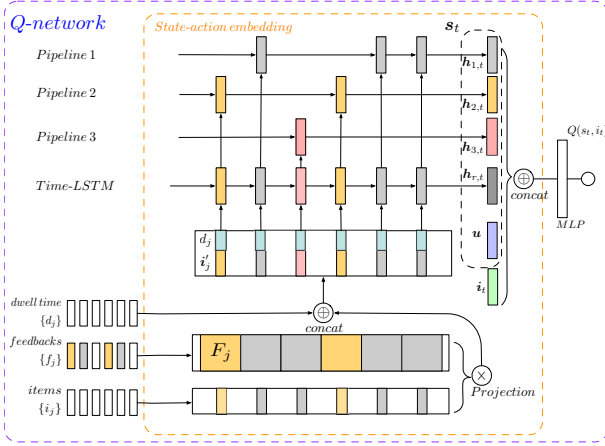 Q-network
State-action embedding
s_t
Pipeline 1
h_{1,t}
Pipeline 2
h_{2,t}
Pipeline 3
h_{3,t}
Q(s_t, i_t)
Time-LSTM
h_{r,t}
concat
MLP
u
d_j
i'_j
i_t
dwell time
{d_j}
concat
feedbacks
{f_j}
F_j
Projection
items
{i_j}